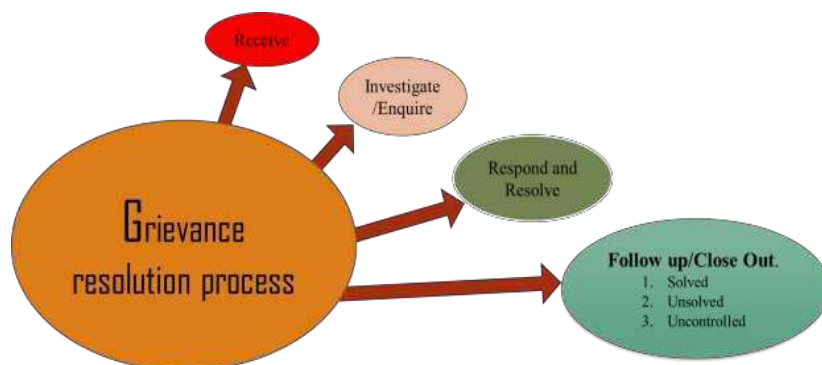 Receive
Investigate
/Enquire
Respond and
Resolve
Grievance
resolution process
Follow up/Close Out.
1. Solved
2. Unsolved
3. Uncontrolled